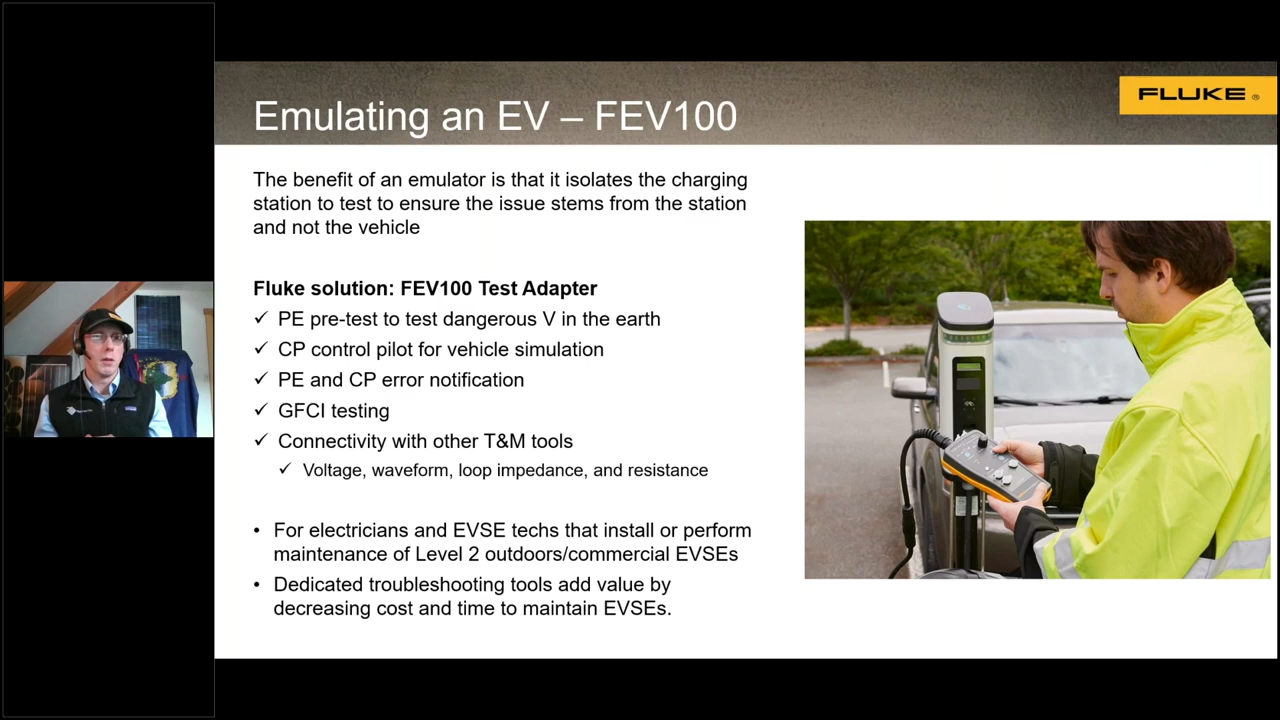 Emulating an EV – FEV100
FLUKE ®
The benefit of an emulator is that it isolates the charging
station to test to ensure the issue stems from the station
and not the vehicle
Fluke solution: FEV100 Test Adapter
✓ PE pre-test to test dangerous V in the earth
✓ CP control pilot for vehicle simulation
✓ PE and CP error notification
✓ GFCI testing
✓ Connectivity with other T&M tools
✓ Voltage, waveform, loop impedance, and resistance
• For electricians and EVSE techs that install or perform
maintenance of Level 2 outdoors/commercial EVSEs
• Dedicated troubleshooting tools add value by
decreasing cost and time to maintain EVSEs.